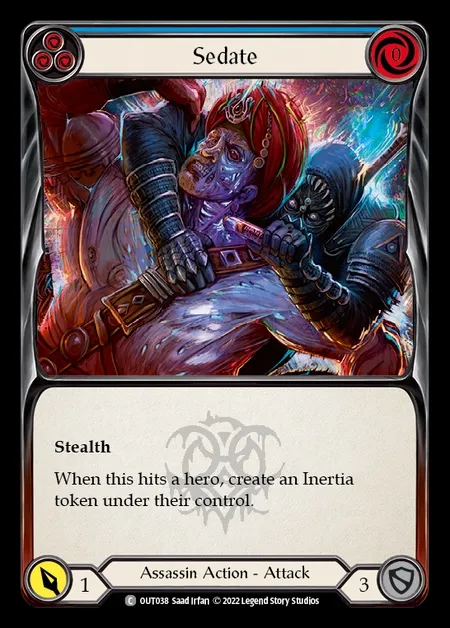 Sedate
0
Stealth
When this hits a hero, create an Inertia
token under their control.
1
Assassin Action - Attack
3
C OUT038 Saad Irfan © 2022 Legend Story Studios